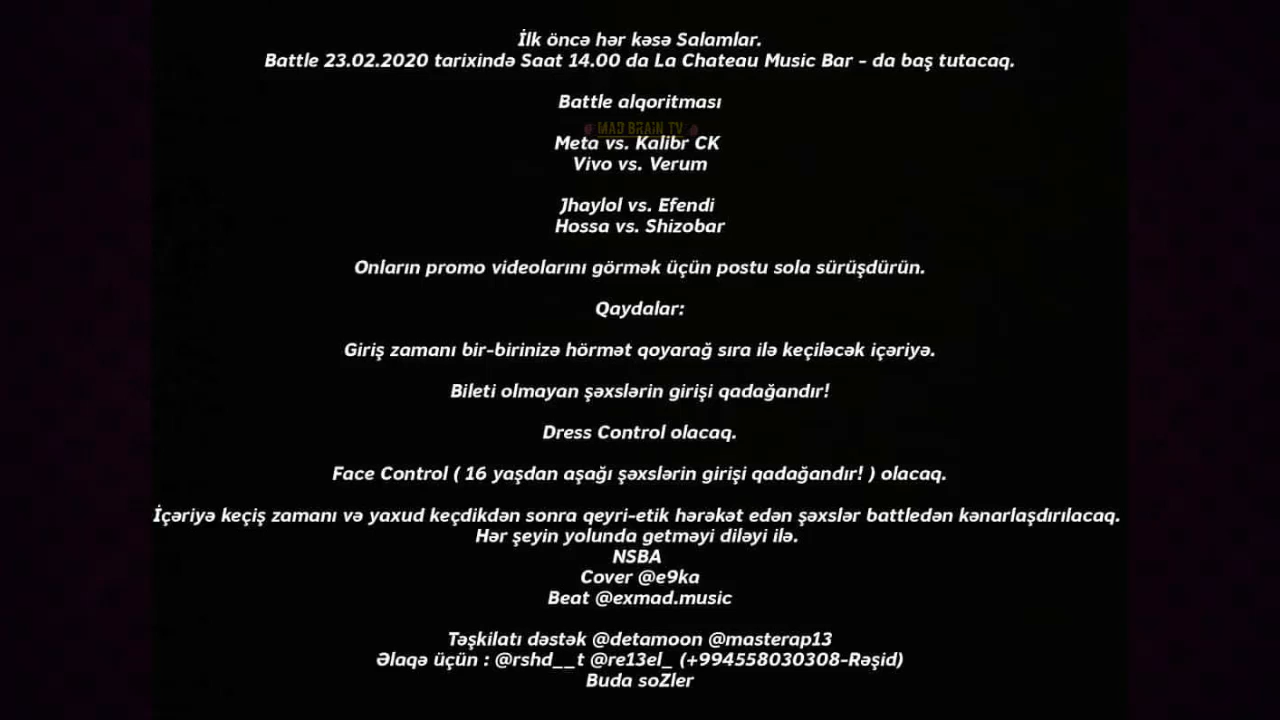 İlk öncə hər kəsə Salamlar.
Battle 23.02.2020 tarixində Saat 14.00 da La Chateau Music Bar - da baş tutacaq.
Battle alqoritması
MAD BRAIN TV
Meta vs. Kalibr CK
Vivo vs. Verum
Jhaylol vs. Efendi
Hossa vs. Shizobar
Onların promo videolarını görmək üçün postu sola sürüşdürün.
Qaydalar:
Giriş zamanı bir-birinizə hörmət qoyarağ sıra ilə keçiləcək içəriyə.
Bileti olmayan şəxslərin girişi qadağandır!
Dress Control olacaq.
Face Control ( 16 yaşdan aşağı şəxslərin girişi qadağandır! ) olacaq.
İçəriyə keçiş zamanı və yaxud keçdikdən sonra qeyri-etik hərəkət edən şəxslər battledən kənarlaşdırılacaq.
Hər şeyin yolunda getməyi diləyi ilə.
NSBA
Cover @e9ka
Beat @exmad.music
Təşkilatı dəstək @detamoon @masterap13
Əlaqə üçün : @rshd__t @re13el_ (+994558030308-Rəşid)
Buda soZler